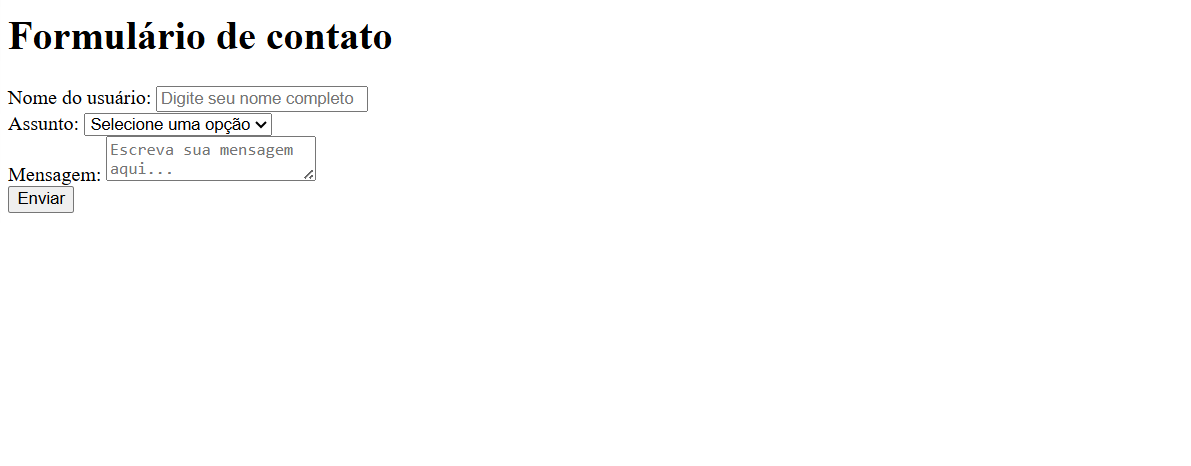 Formulário de contato
Nome do usuário: Digite seu nome completo
Assunto: Selecione uma opção
Escreva sua mensagem
Mensagem: aqui...
Enviar